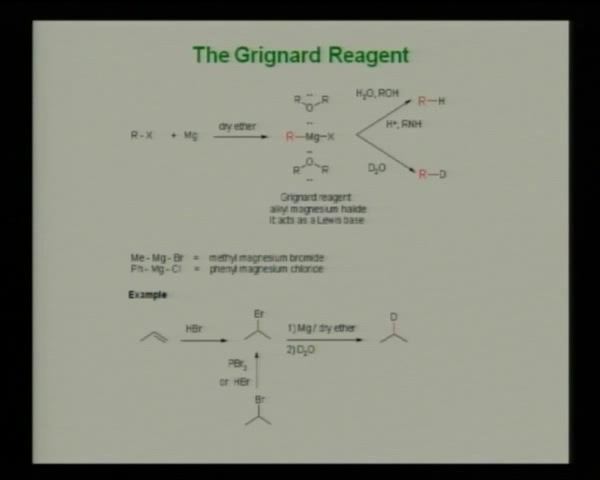 The Grignard Reagent
R - X + Mg
dry ether
R O R
R—Mg—X
R O R
H₂O, ROH
R—H
H⁺, RNH
D₂O
R—D
Grignard reagent:
alkyl magnesium halide
it acts as a Lewis base
Me - Mg - Br = methyl magnesium bromide
Ph - Mg - Cl = phenyl magnesium chloride
Example
HBr
Br
1) Mg / dry ether
2) D₂O
D
PBr₃
or HBr
Br